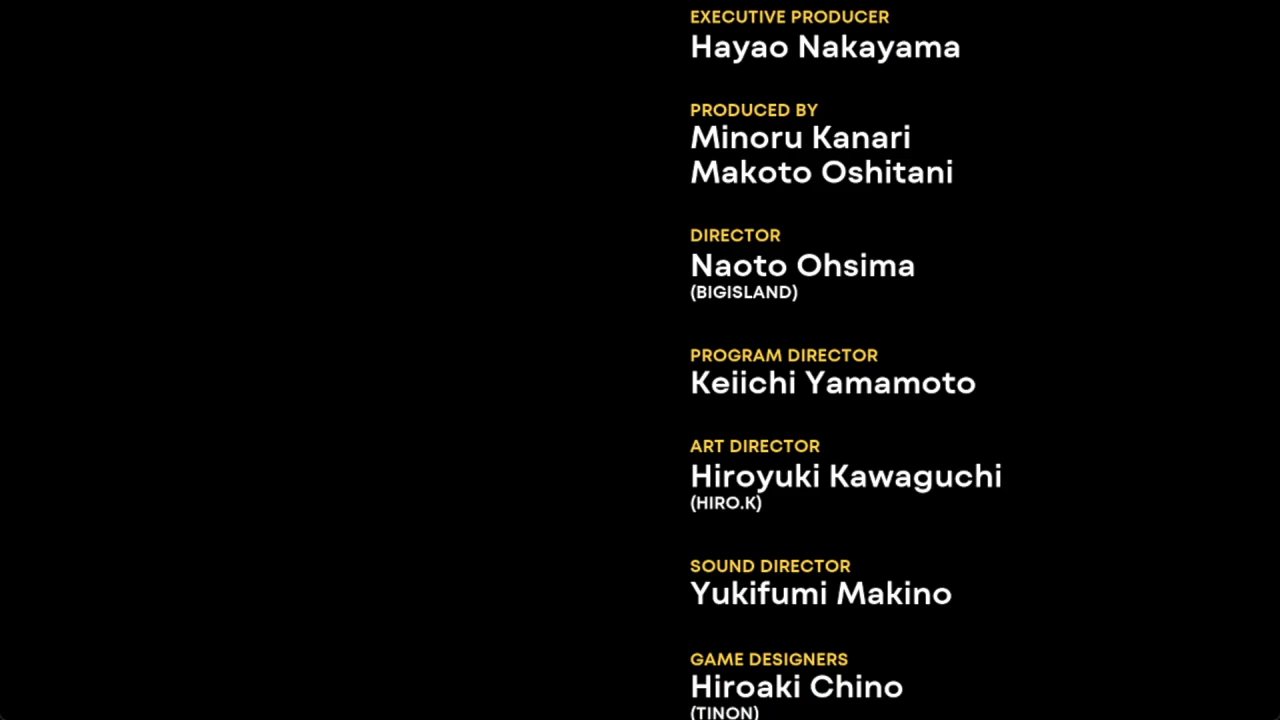 EXECUTIVE PRODUCER
Hayao Nakayama
PRODUCED BY
Minoru Kanari
Makoto Oshitani
DIRECTOR
Naoto Ohsima
(BIGISLAND)
PROGRAM DIRECTOR
Keiichi Yamamoto
ART DIRECTOR
Hiroyuki Kawaguchi
(HIRO.K)
SOUND DIRECTOR
Yukifumi Makino
GAME DESIGNERS
Hiroaki Chino
(TINON)